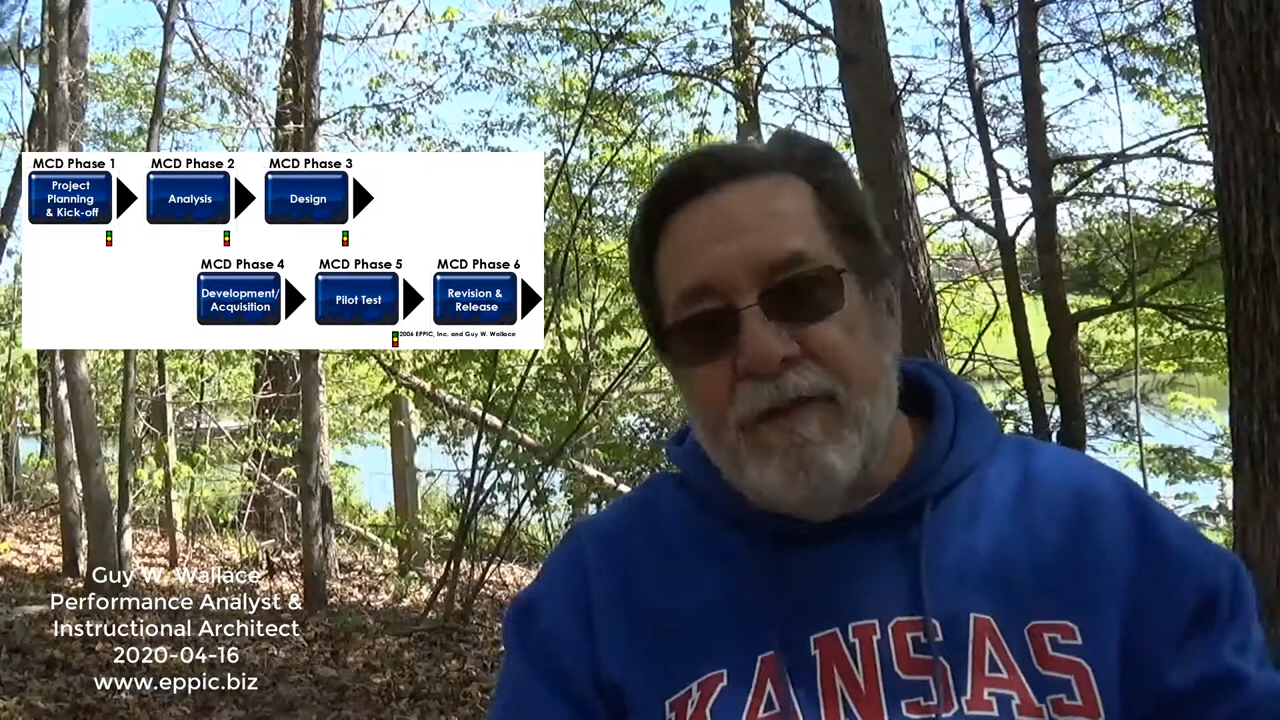 MCD Phase 1
Project
Planning
& Kick-off
MCD Phase 2
Analysis
MCD Phase 3
Design
MCD Phase 4
Development/
Acquisition
MCD Phase 5
Pilot Test
MCD Phase 6
Revision &
Release
2006 EPPIC, Inc. and Guy W. Wallace
Guy W. Wallace
Performance Analyst &
Instructional Architect
2020-04-16
www.eppic.biz
KANSAS